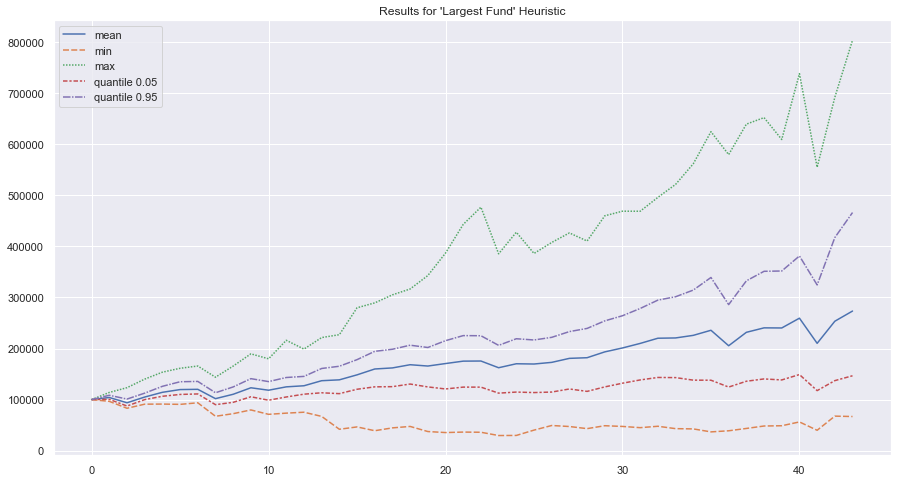 Results for 'Largest Fund' Heuristic
mean
min
max
quantile 0.05
quantile 0.95
800000
700000
600000
500000
400000
300000
200000
100000
0
0 10 20 30 40